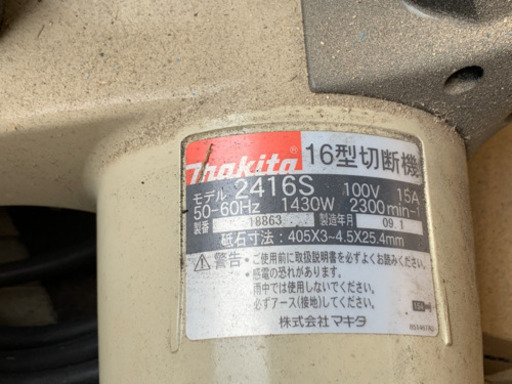 makita® 16型切断機
モデル 2416S 100V 15A
50-60Hz 1430W 2300min-1
製番 18863 製造年月 09.1
砥石寸法:405X3~4.5X25.4mm
警告 ・ご使用前に取扱説明書を必ずよくお読みください。
・感電の恐れがあります。
雨中では使用しないでください。
必ずアース(接地)してください。
株式会社マキタ